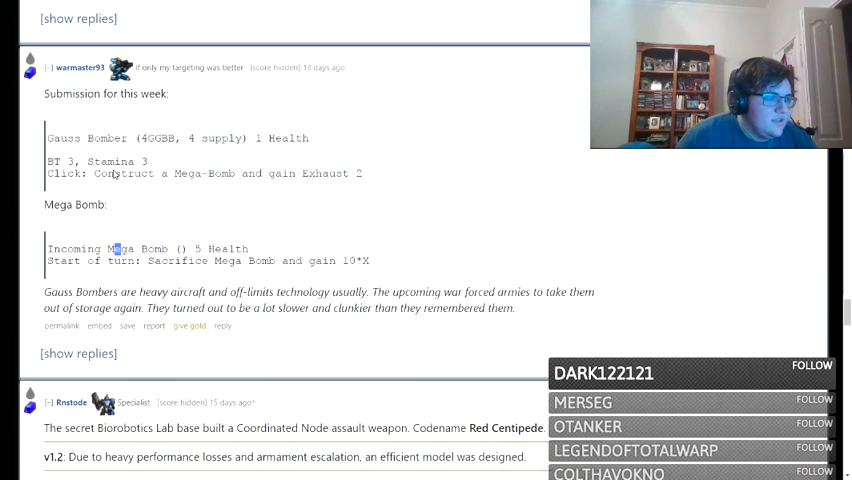 [show replies]
[-] warmaster93 If only my targeting was better [score hidden] 13 days ago
Submission for this week:
Gauss Bomber (4GGBB, 4 supply) 1 Health
BT 3, Stamina 3
Click: Construct a Mega-Bomb and gain Exhaust 2
Mega Bomb:
Incoming Mega Bomb () 5 Health
Start of turn: Sacrifice Mega Bomb and gain 10*X
Gauss Bombers are heavy aircraft and off-limits technology usually. The upcoming war forced armies to take them
out of storage again. They turned out to be a lot slower and clunkier than they remembered them.
permalink embed save report give gold reply
[show replies]
[-] Rnstode Specialist [score hidden] 15 days ago*
The secret Biorobotics Lab base built a Coordinated Node assault weapon. Codename Red Centipede.
v1.2: Due to heavy performance losses and armament escalation, an efficient model was designed.
DARK122121 FOLLOW
MERSEG FOLLOW
OTANKER FOLLOW
LEGENDOFTOTALWARP FOLLOW
COLTHAVOKNO FOLLOW